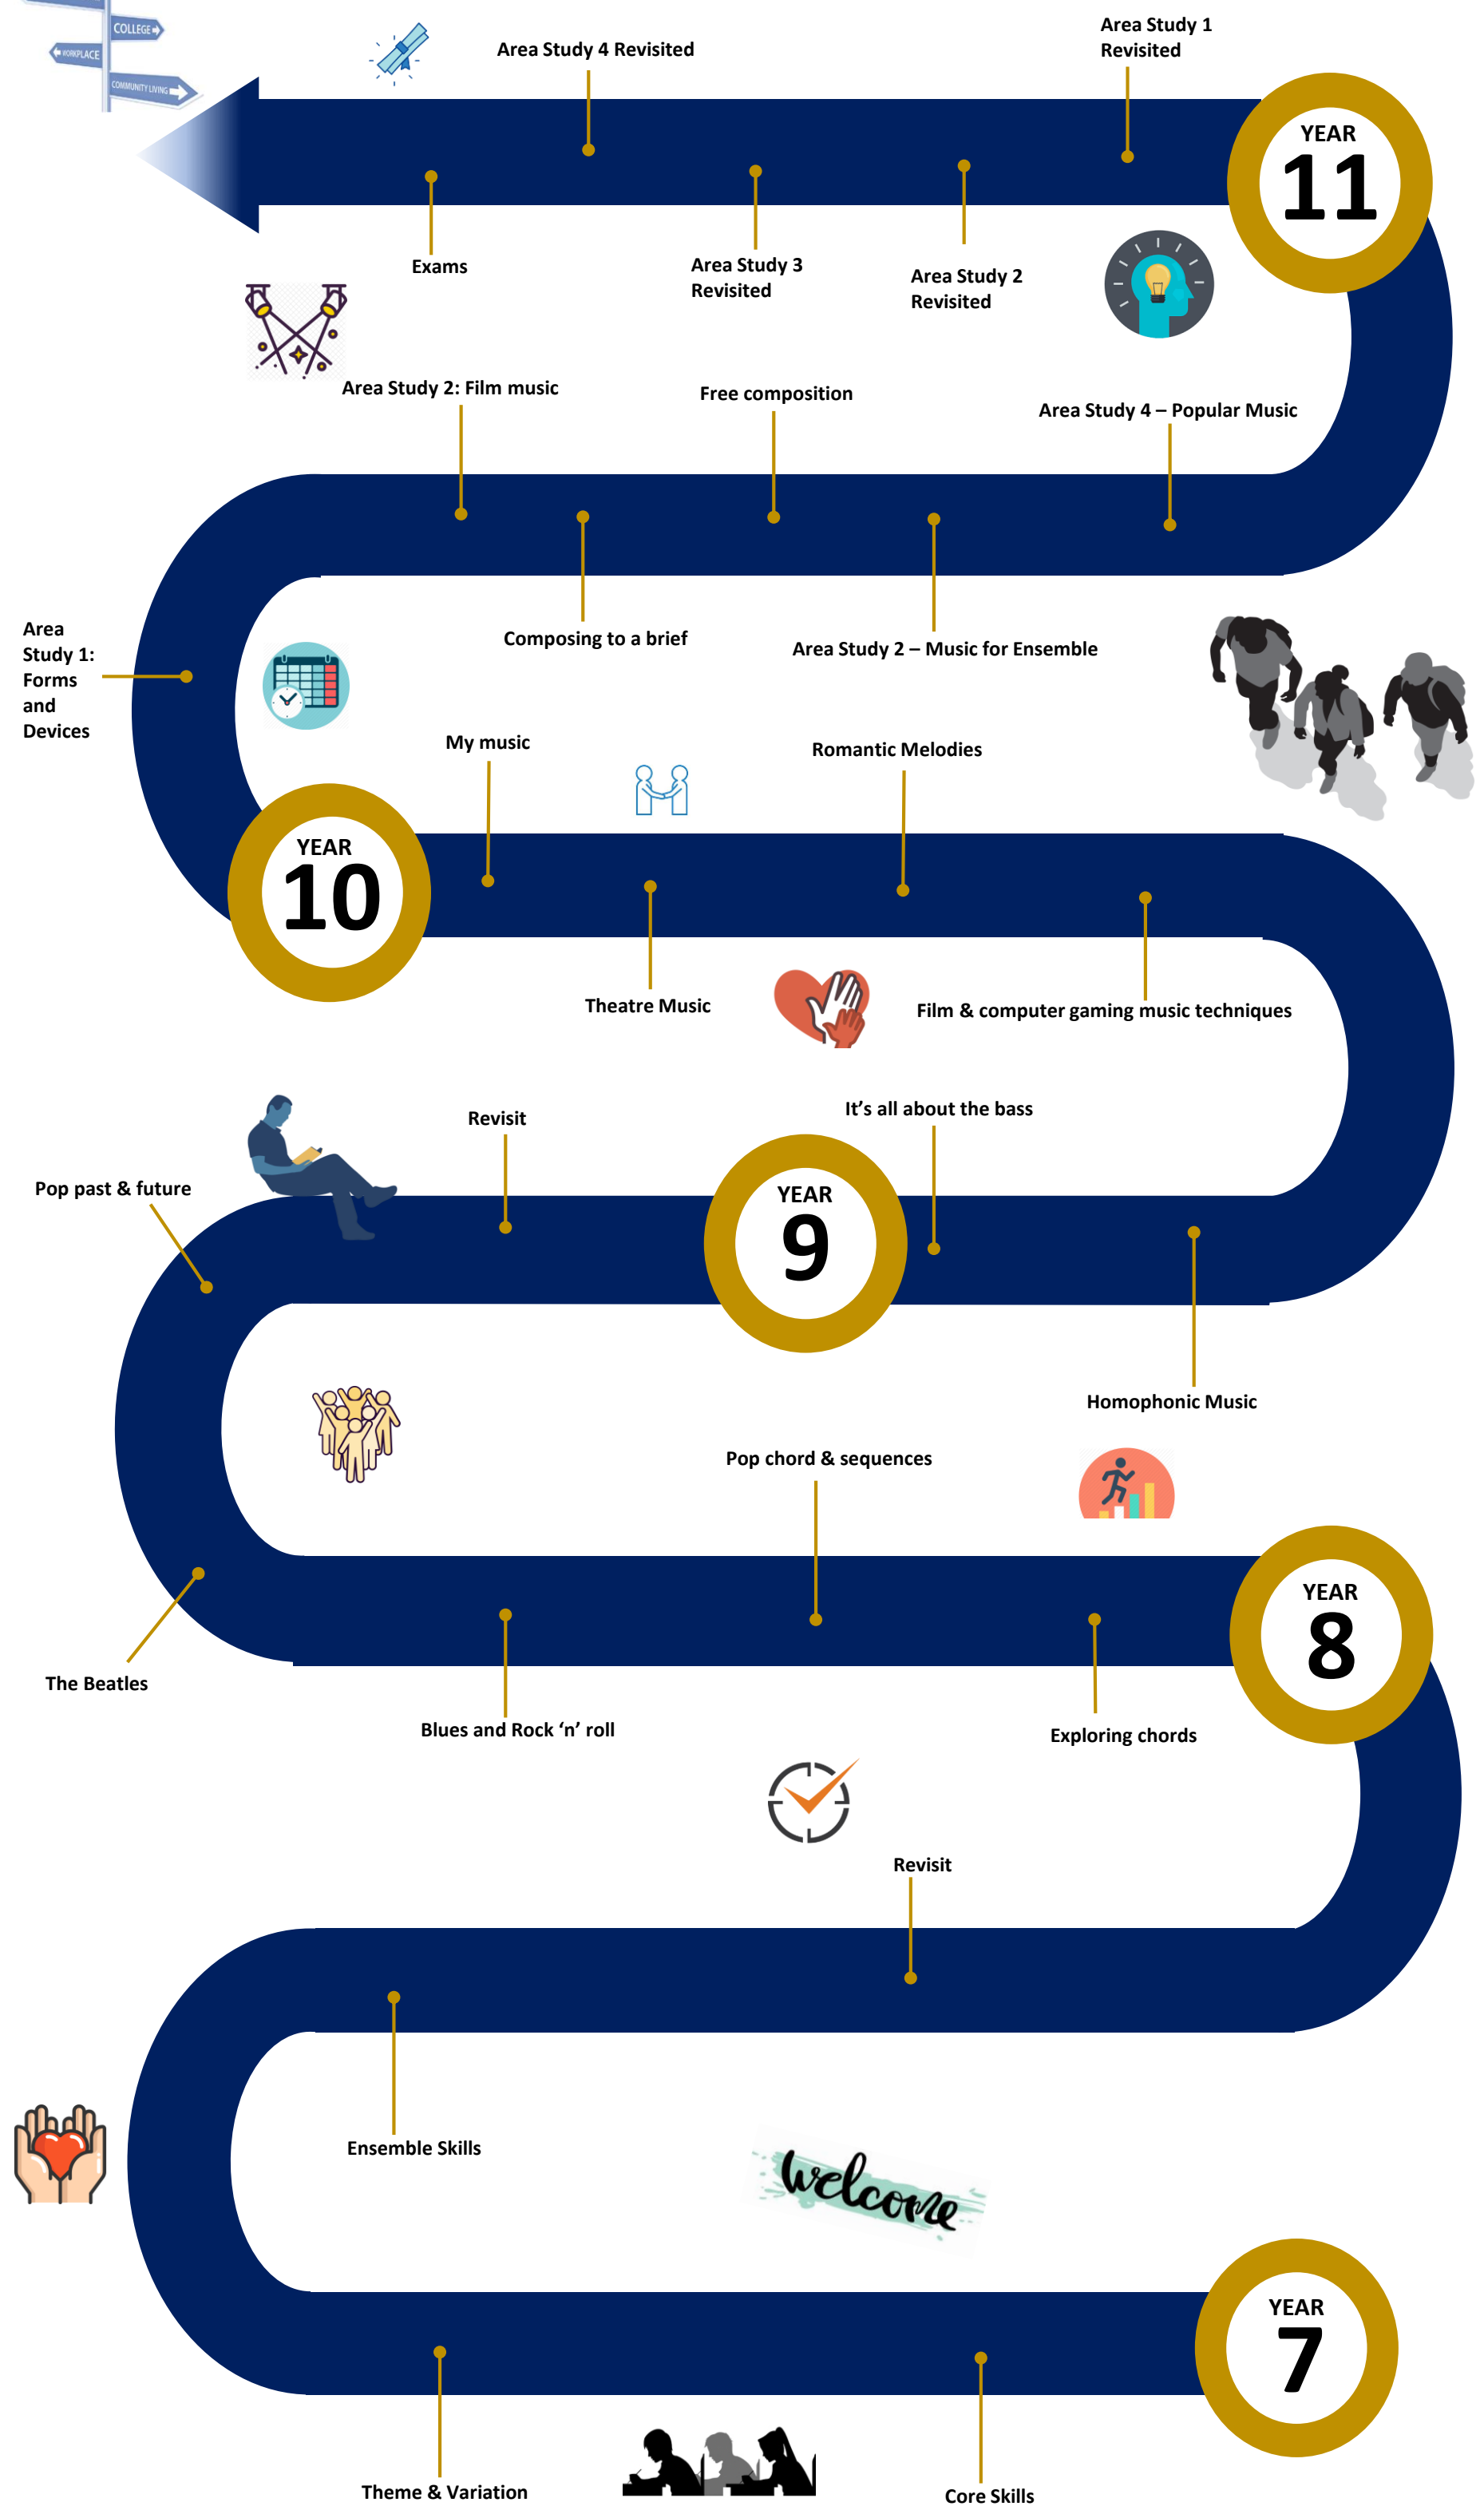 COLLEGE
WORKPLACE
COMMUNITY LIVING
Area Study 4 Revisited
Area Study 1
Revisited
YEAR
11
Exams
Area Study 3
Revisited
Area Study 2
Revisited
Area Study 2: Film music
Free composition
Area Study 4 – Popular Music
Area
Study 1:
Forms
and
Devices
Composing to a brief
Area Study 2 – Music for Ensemble
My music
Romantic Melodies
YEAR
10
Theatre Music
Film & computer gaming music techniques
Revisit
It’s all about the bass
Pop past & future
YEAR
9
Homophonic Music
Pop chord & sequences
YEAR
8
The Beatles
Blues and Rock ‘n’ roll
Exploring chords
Revisit
Ensemble Skills
welcome
YEAR
7
Theme & Variation
Core Skills